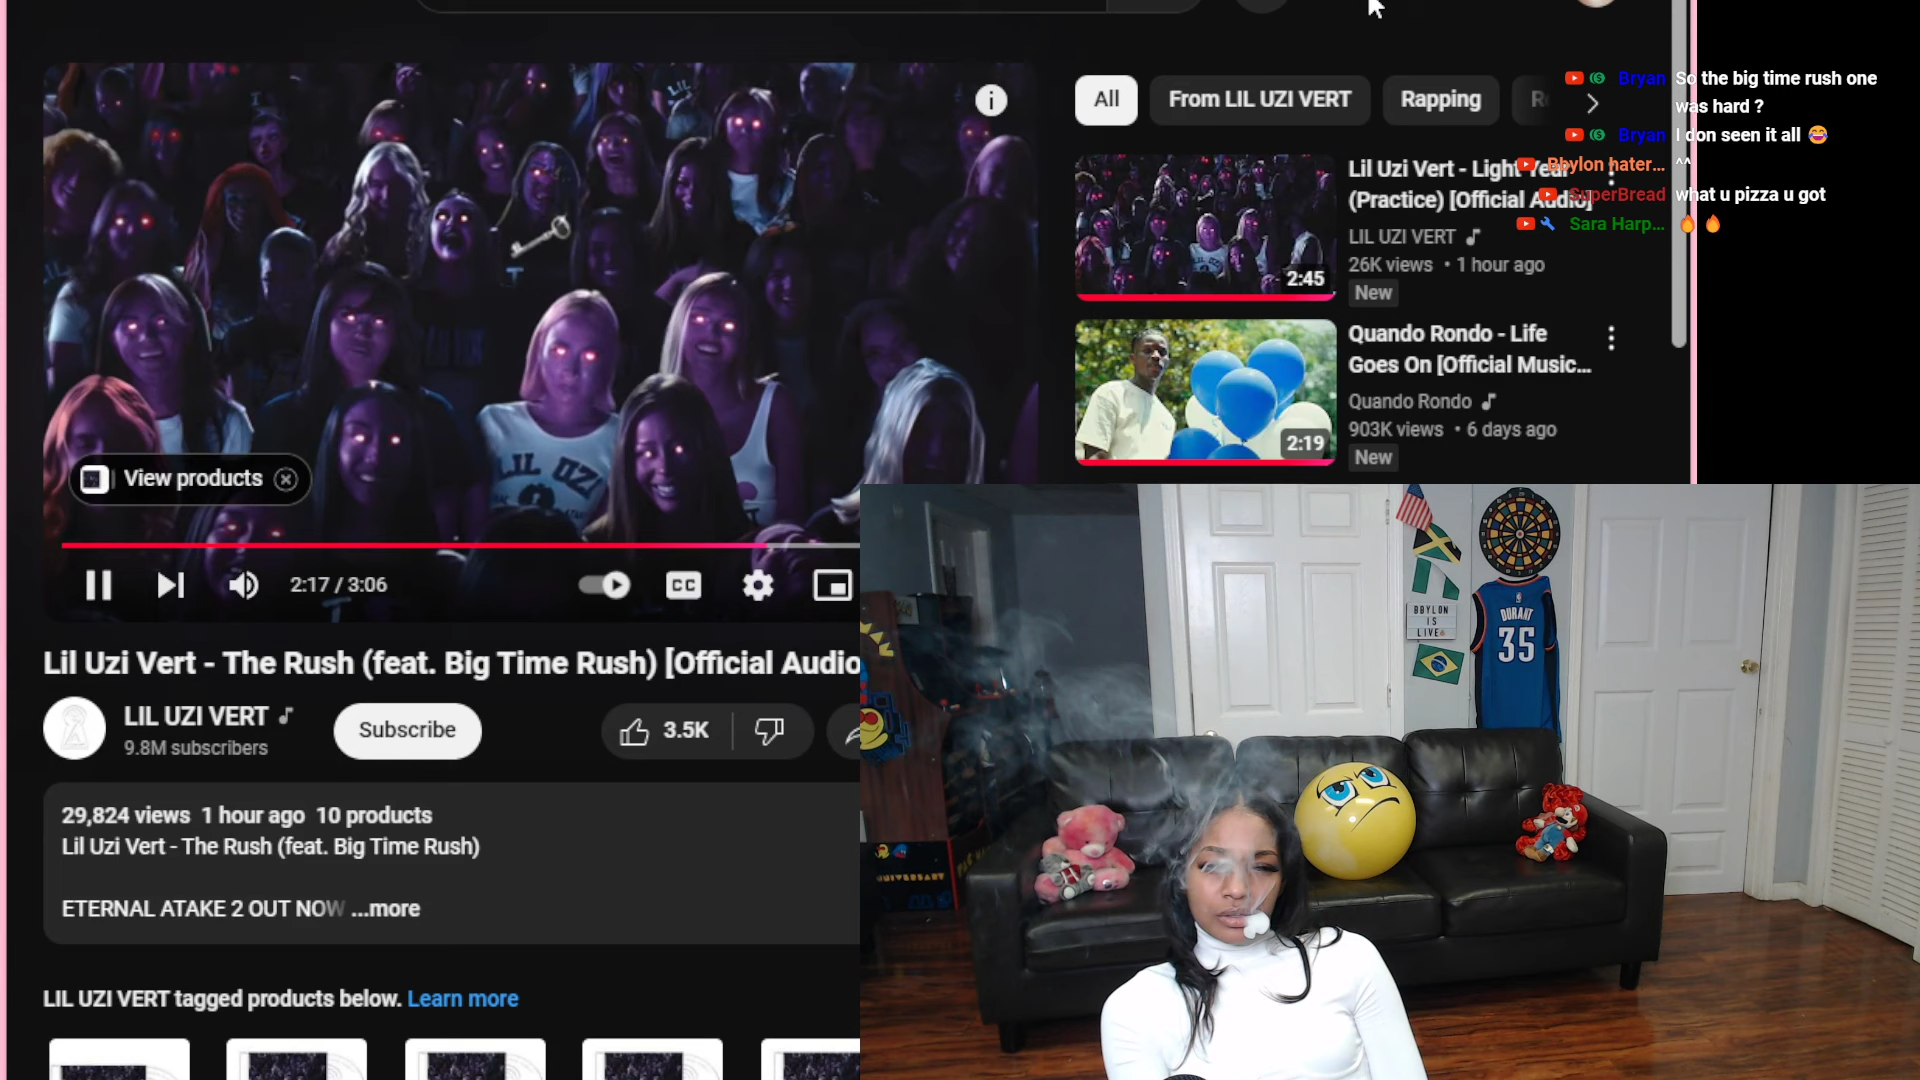 All
From LIL UZI VERT
Rapping
Lil Uzi Vert - Light Year
(Practice) [Official Audio]
LIL UZI VERT
26K views • 1 hour ago
New
2:45
Quando Rondo - Life
Goes On [Official Music...
Quando Rondo
903K views • 6 days ago
New
2:19
Bryan So the big time rush one
was hard ?
Bryan I don seen it all 😂
Bbylon hater... ^^
SuperBread what u pizza u got
Sara Harp... 🔥 🔥
LIL UZI
View products
2:17 / 3:06
CC
Lil Uzi Vert - The Rush (feat. Big Time Rush) [Official Audio
LIL UZI VERT
9.8M subscribers
Subscribe
3.5K
29,824 views 1 hour ago 10 products
Lil Uzi Vert - The Rush (feat. Big Time Rush)
ETERNAL ATAKE 2 OUT NOW ...more
LIL UZI VERT tagged products below. Learn more
BBYLON
IS
LIVE
DURANT
35